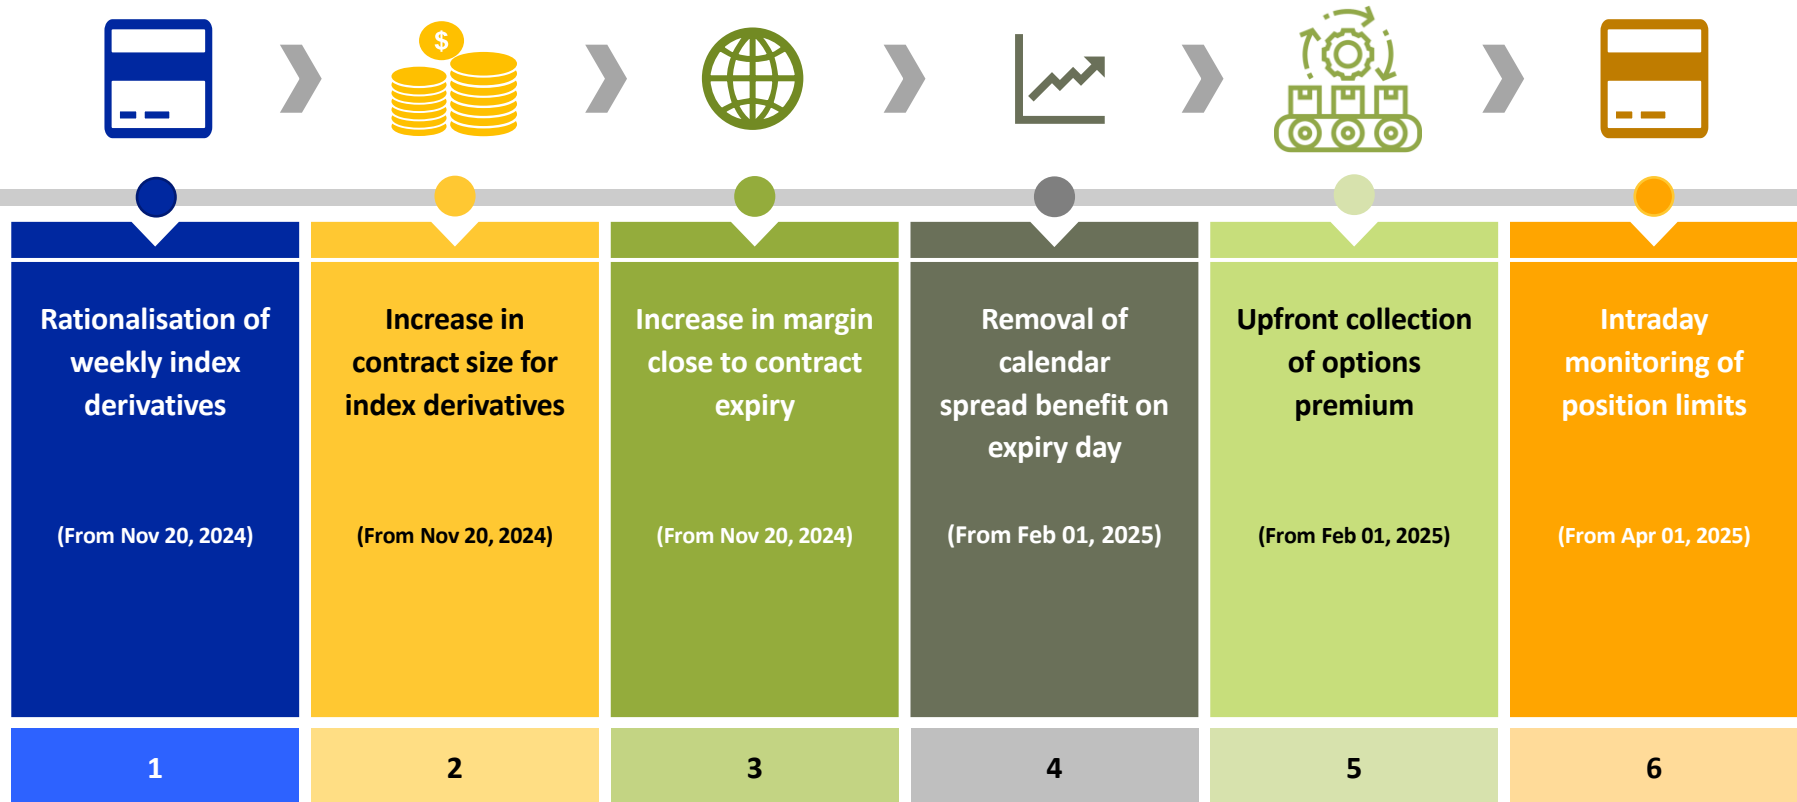 $
Rationalisation of
weekly index
derivatives
(From Nov 20, 2024)
1
Increase in
contract size for
index derivatives
(From Nov 20, 2024)
2
Increase in margin
close to contract
expiry
(From Nov 20, 2024)
3
Removal of
calendar
spread benefit on
expiry day
(From Feb 01, 2025)
4
Upfront collection
of options
premium
(From Feb 01, 2025)
5
Intraday
monitoring of
position limits
(From Apr 01, 2025)
6